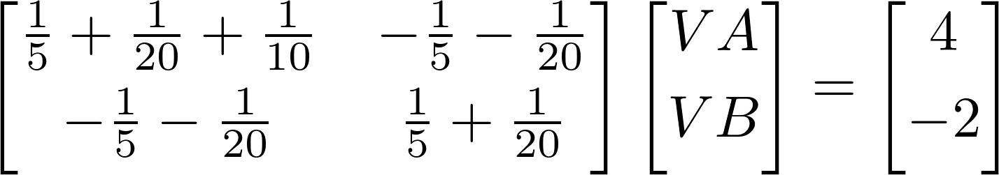 1/5 + 1/20 + 1/10   -1/5 - 1/20   VA   4
-1/5 - 1/20   1/5 + 1/20   VB = -2